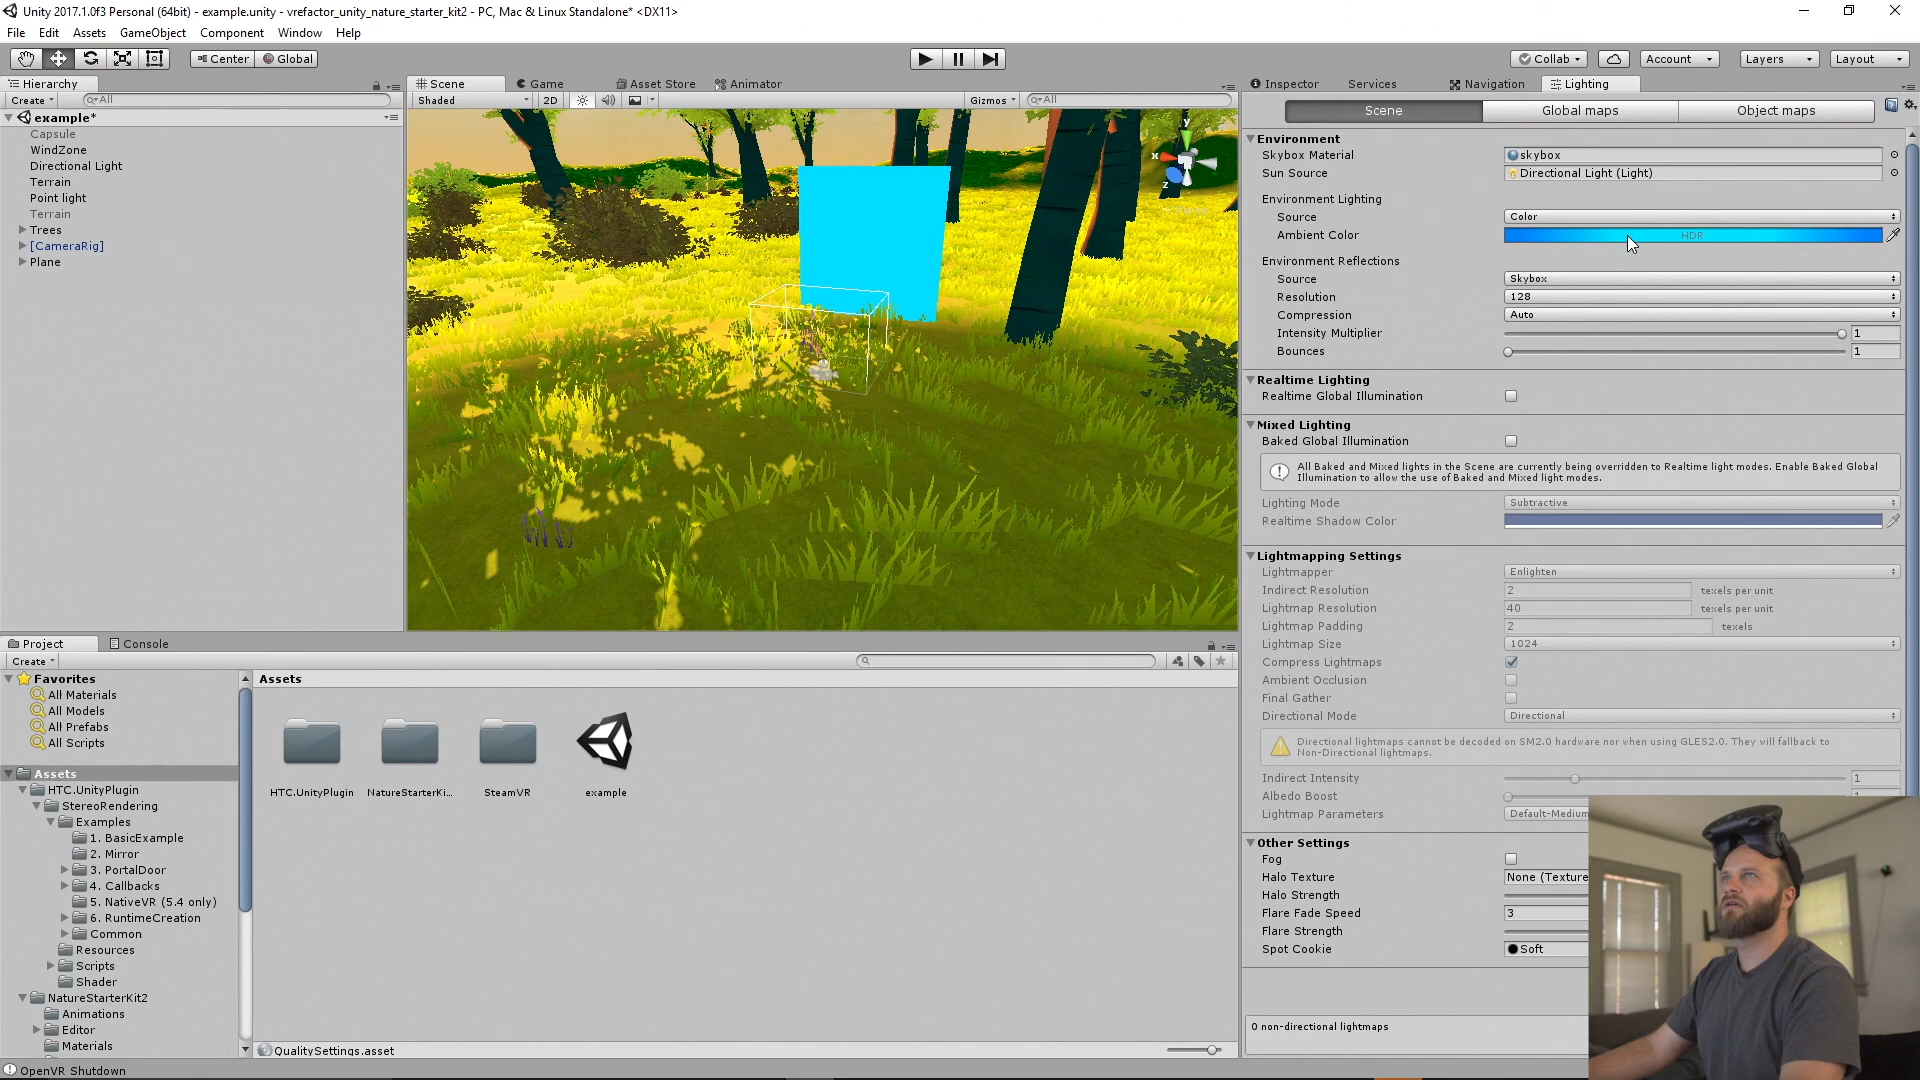 Unity 2017.1.0f3 Personal (64bit) - example.unity - vrefactor_unity_nature_starter_kit2 - PC, Mac & Linux Standalone* <DX11>
File Edit Assets GameObject Component Window Help
Center Global Collab Account Layers Layout
Hierarchy
Create All
example*
Capsule
WindZone
Directional Light
Terrain
Point light
Terrain
Trees
[CameraRig]
Plane
Scene Game Asset Store Animator
Shaded 2D Gizmos All
y
x
z
Inspector Services Navigation Lighting
Scene Global maps Object maps
Environment
Skybox Material skybox
Sun Source Directional Light (Light)
Environment Lighting
Source Color
Ambient Color HDR
Environment Reflections
Source Skybox
Resolution 128
Compression Auto
Intensity Multiplier 1
Bounces 1
Realtime Lighting
Realtime Global Illumination
Mixed Lighting
Baked Global Illumination
All Baked and Mixed lights in the Scene are currently being overridden to Realtime light modes. Enable Baked Global
Illumination to allow the use of Baked and Mixed light modes.
Lighting Mode Subtractive
Realtime Shadow Color
Lightmapping Settings
Lightmapper Enlighten
Indirect Resolution 2 texels per unit
Lightmap Resolution 40 texels per unit
Lightmap Padding 2 texels
Lightmap Size 1024
Compress Lightmaps
Ambient Occlusion
Final Gather
Directional Mode Directional
Directional lightmaps cannot be decoded on SM2.0 hardware nor when using GLES2.0. They will fallback to
Non-Directional lightmaps.
Indirect Intensity 1
Albedo Boost
Lightmap Parameters Default-Medium
Other Settings
Fog
Halo Texture None (Texture
Halo Strength
Flare Fade Speed 3
Flare Strength
Spot Cookie Soft
0 non-directional lightmaps
Project Console
Create
Favorites
All Materials
All Models
All Prefabs
All Scripts
Assets
HTC.UnityPlugin
StereoRendering
Examples
1. BasicExample
2. Mirror
3. PortalDoor
4. Callbacks
5. NativeVR (5.4 only)
6. RuntimeCreation
Common
Resources
Scripts
Shader
NatureStarterKit2
Animations
Editor
Materials
Assets
HTC.UnityPlugin NatureStarterKi... SteamVR example
QualitySettings.asset
OpenVR Shutdown